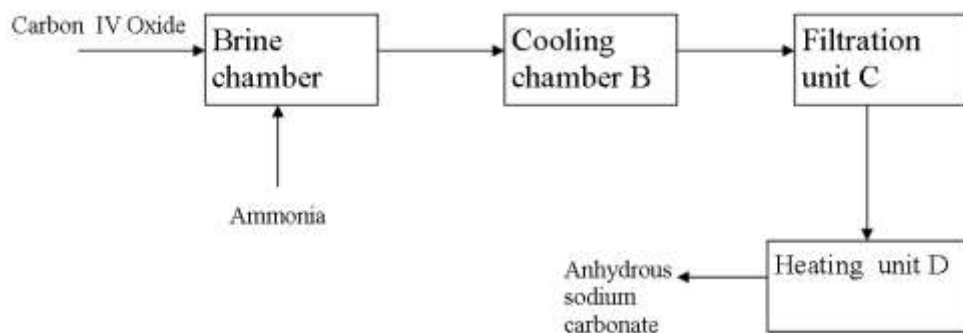 Carbon IV Oxide
Brine
chamber
Cooling
chamber B
Filtration
unit C
Ammonia
Heating unit D
Anhydrous
sodium
carbonate